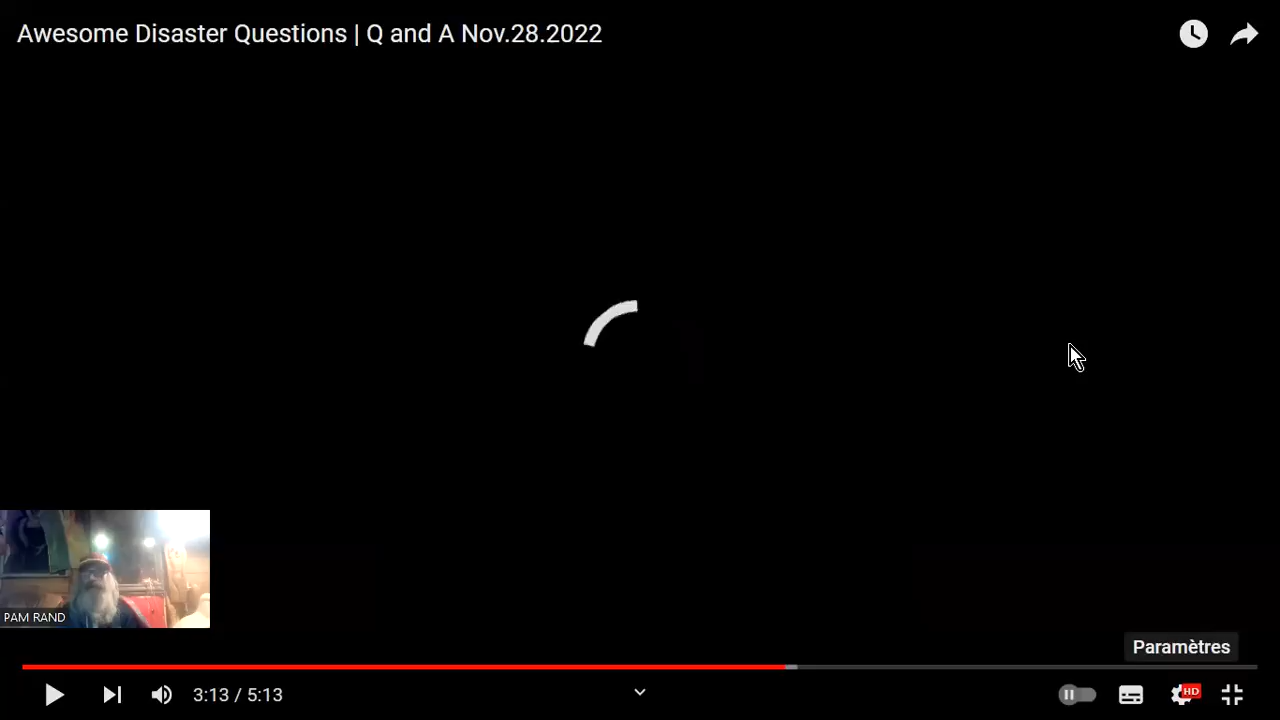 Awesome Disaster Questions | Q and A Nov.28.2022
PAM RAND
Paramètres
3:13 / 5:13
HD